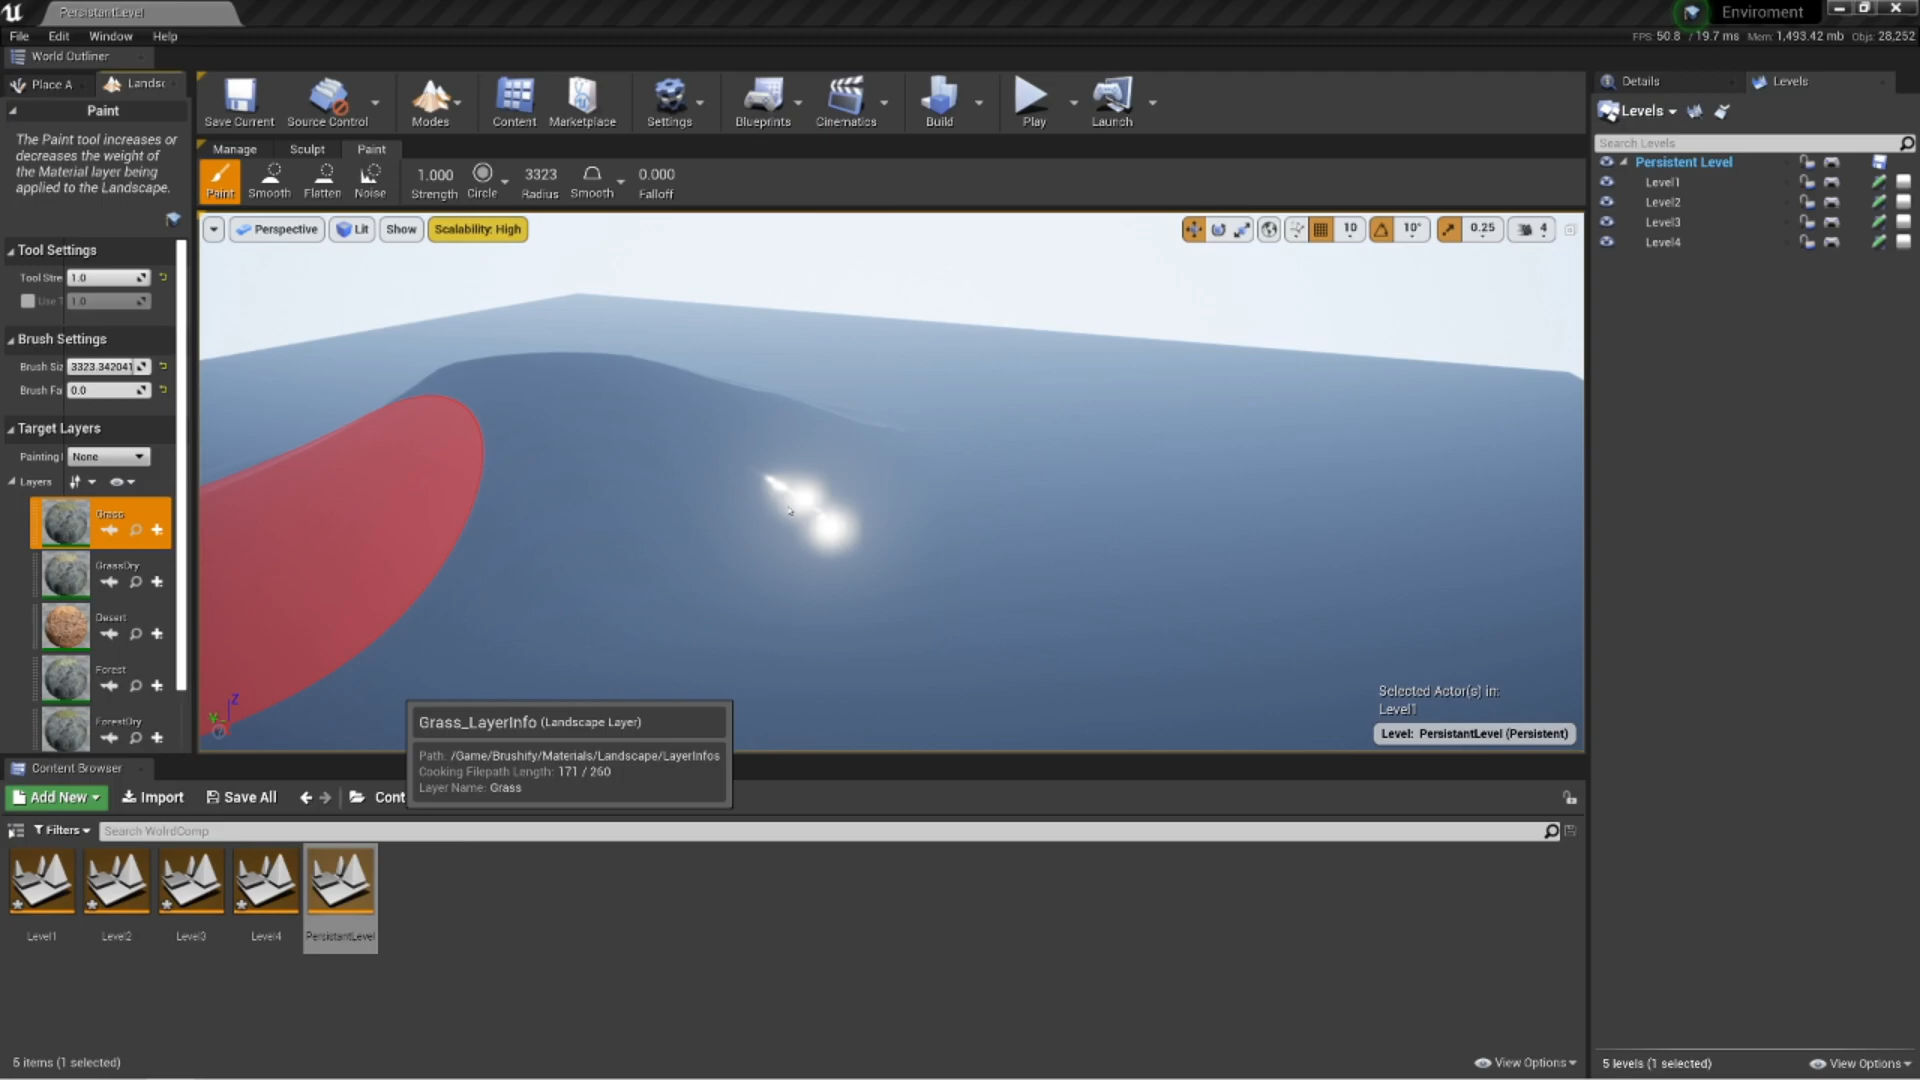 PersistantLevel
Enviroment
File Edit Window Help
FPS: 50.8 / 19.7 ms Mem: 1,493.42 mb Objs: 28,252
World Outliner
Place A
Landsc
Paint
The Paint tool increases or
decreases the weight of
the Material layer being
applied to the Landscape.
Save Current
Source Control
Modes
Content
Marketplace
Settings
Blueprints
Cinematics
Build
Play
Launch
Manage
Sculpt
Paint
Paint
Smooth
Flatten
Noise
1.000
Strength
Circle
3323
Radius
Smooth
0.000
Falloff
Perspective
Lit
Show
Scalability: High
10
10°
0.25
4
Tool Settings
Tool Stre 1.0
Use T 1.0
Brush Settings
Brush Siz 3323.342041
Brush Fa 0.0
Target Layers
Painting None
Layers
Grass
GrassDry
Desert
Forest
ForestDry
Selected Actor(s) in:
Level1
Level: PersistantLevel (Persistent)
Grass_LayerInfo (Landscape Layer)
Path: /Game/Brushify/Materials/Landscape/LayerInfos
Cooking Filepath Length: 171 / 260
Layer Name: Grass
Content Browser
Add New
Import
Save All
Cont
Filters
Search WolrdComp
Level1
Level2
Level3
Level4
PersistantLevel
5 items (1 selected)
View Options
Details
Levels
Levels
Search Levels
Persistent Level
Level1
Level2
Level3
Level4
5 levels (1 selected)
View Options